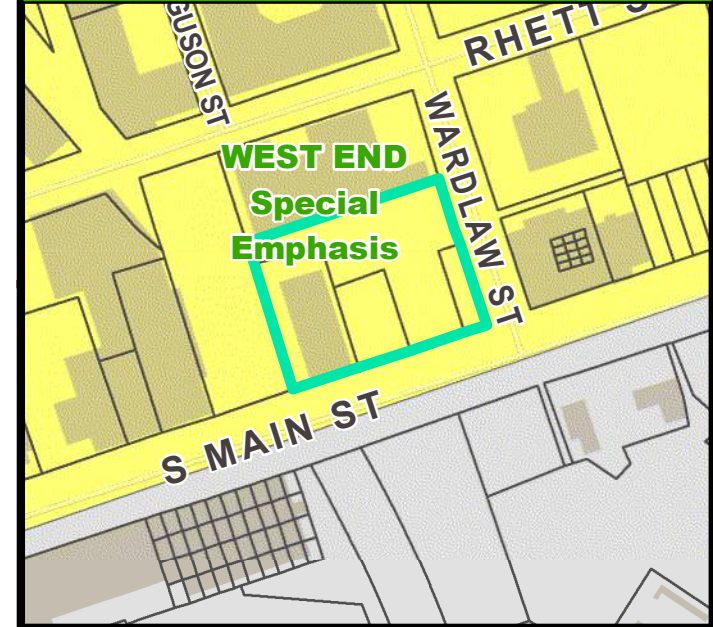 GUSON ST
RHETT S
WARDLAW ST
WEST END
Special
Emphasis
S MAIN ST